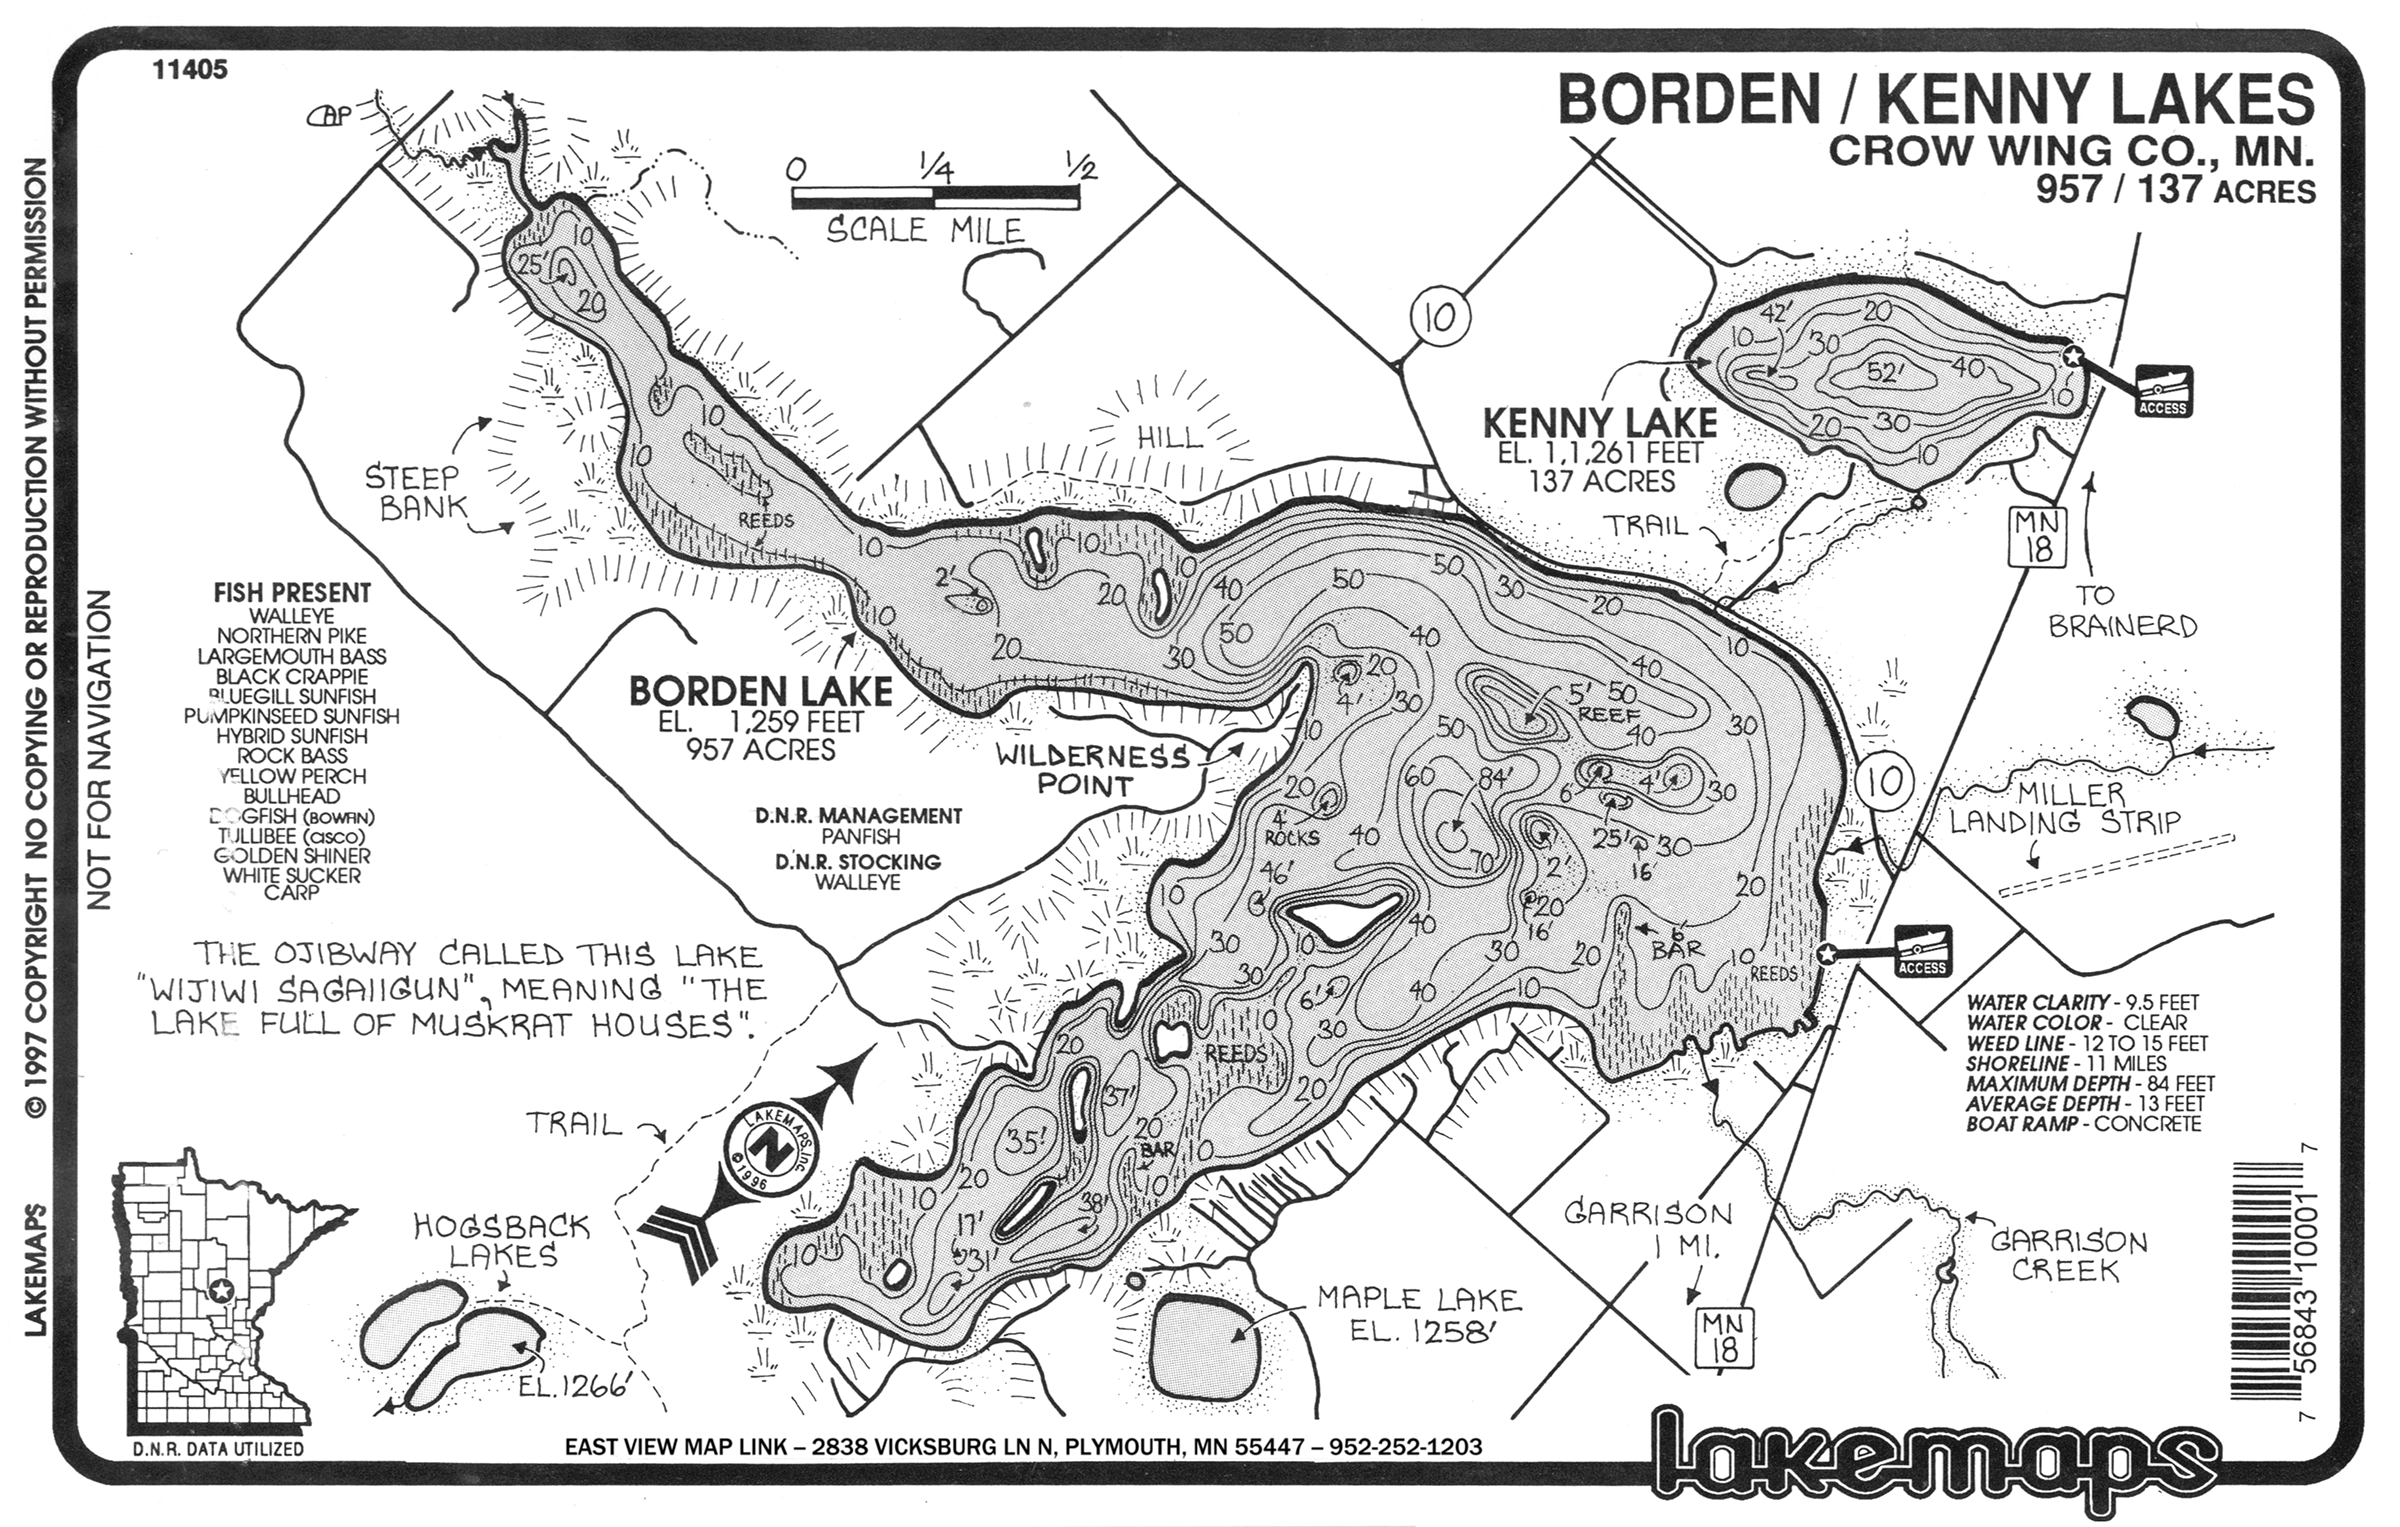 11405
BORDEN / KENNY LAKES
CROW WING CO., MN.
957 / 137 ACRES
© 1997 COPYRIGHT NO COPYING OR REPRODUCTION WITHOUT PERMISSION
LAKEMAPS
NOT FOR NAVIGATION
0 1/4 1/2
SCALE MILE
10
KENNY LAKE
EL. 1,1,261 FEET
137 ACRES
10
42'
20
30
52'
40
10
20
30
10
ACCESS
TRAIL
MN
18
TO
BRAINERD
HILL
STEEP
BANK
10
25'
20
10
10
REEDS
10
10
10
2'
20
10
20
30
40
50
50
50
30
20
10
40
40
50
30
FISH PRESENT
WALLEYE
NORTHERN PIKE
LARGEMOUTH BASS
BLACK CRAPPIE
BLUEGILL SUNFISH
PUMPKINSEED SUNFISH
HYBRID SUNFISH
ROCK BASS
YELLOW PERCH
BULLHEAD
DOGFISH (BOWFIN)
TULLIBEE (CISCO)
GOLDEN SHINER
WHITE SUCKER
CARP
BORDEN LAKE
EL. 1,259 FEET
957 ACRES
WILDERNESS
POINT
D.N.R. MANAGEMENT
PANFISH
D.N.R. STOCKING
WALLEYE
20
4'
30
10
5'
REEF
50
40
60
84'
6'
4'
30
20
4'
ROCKS
40
70
2'
25'
16'
30
46'
10
40
20
16'
20
30
30
10
30
20
6'
BAR
10
REEDS
6'
40
10
30
10
MILLER
LANDING STRIP
ACCESS
THE OJIBWAY CALLED THIS LAKE
"WIJIWI SAGAIIGUN", MEANING "THE
LAKE FULL OF MUSKRAT HOUSES".
WATER CLARITY - 9.5 FEET
WATER COLOR - CLEAR
WEED LINE - 12 TO 15 FEET
SHORELINE - 11 MILES
MAXIMUM DEPTH - 84 FEET
AVERAGE DEPTH - 13 FEET
BOAT RAMP - CONCRETE
20
REEDS
20
37'
35'
20
BAR
10
20
10
10
38'
17'
31'
10
TRAIL
LAKEMAPS, Inc
N
©1996
HOGSBACK
LAKES
EL. 1266'
MAPLE LAKE
EL. 1258'
GARRISON
1 MI.
MN
18
GARRISON
CREEK
D.N.R. DATA UTILIZED
EAST VIEW MAP LINK – 2838 VICKSBURG LN N, PLYMOUTH, MN 55447 – 952-252-1203
7 56843 10001 7
lakemaps